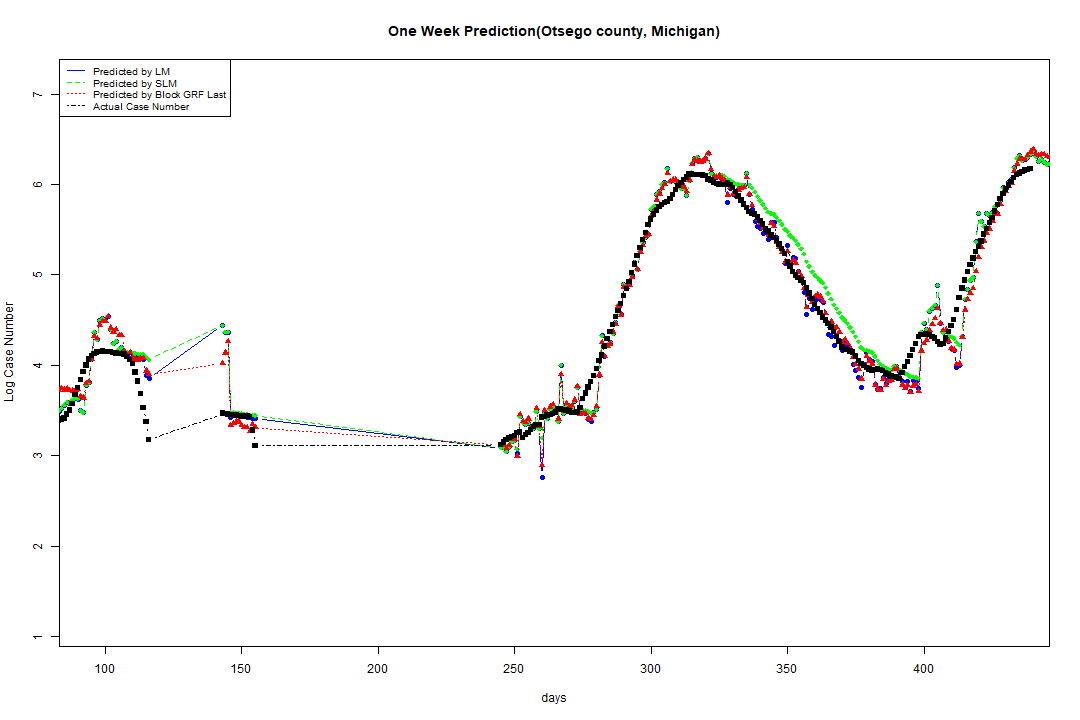 One Week Prediction(Otsego county, Michigan)
Predicted by LM
Predicted by SLM
Predicted by Block GRF Last
Actual Case Number
7
6
5
4
3
2
1
Log Case Number
100 150 200 250 300 350 400
days